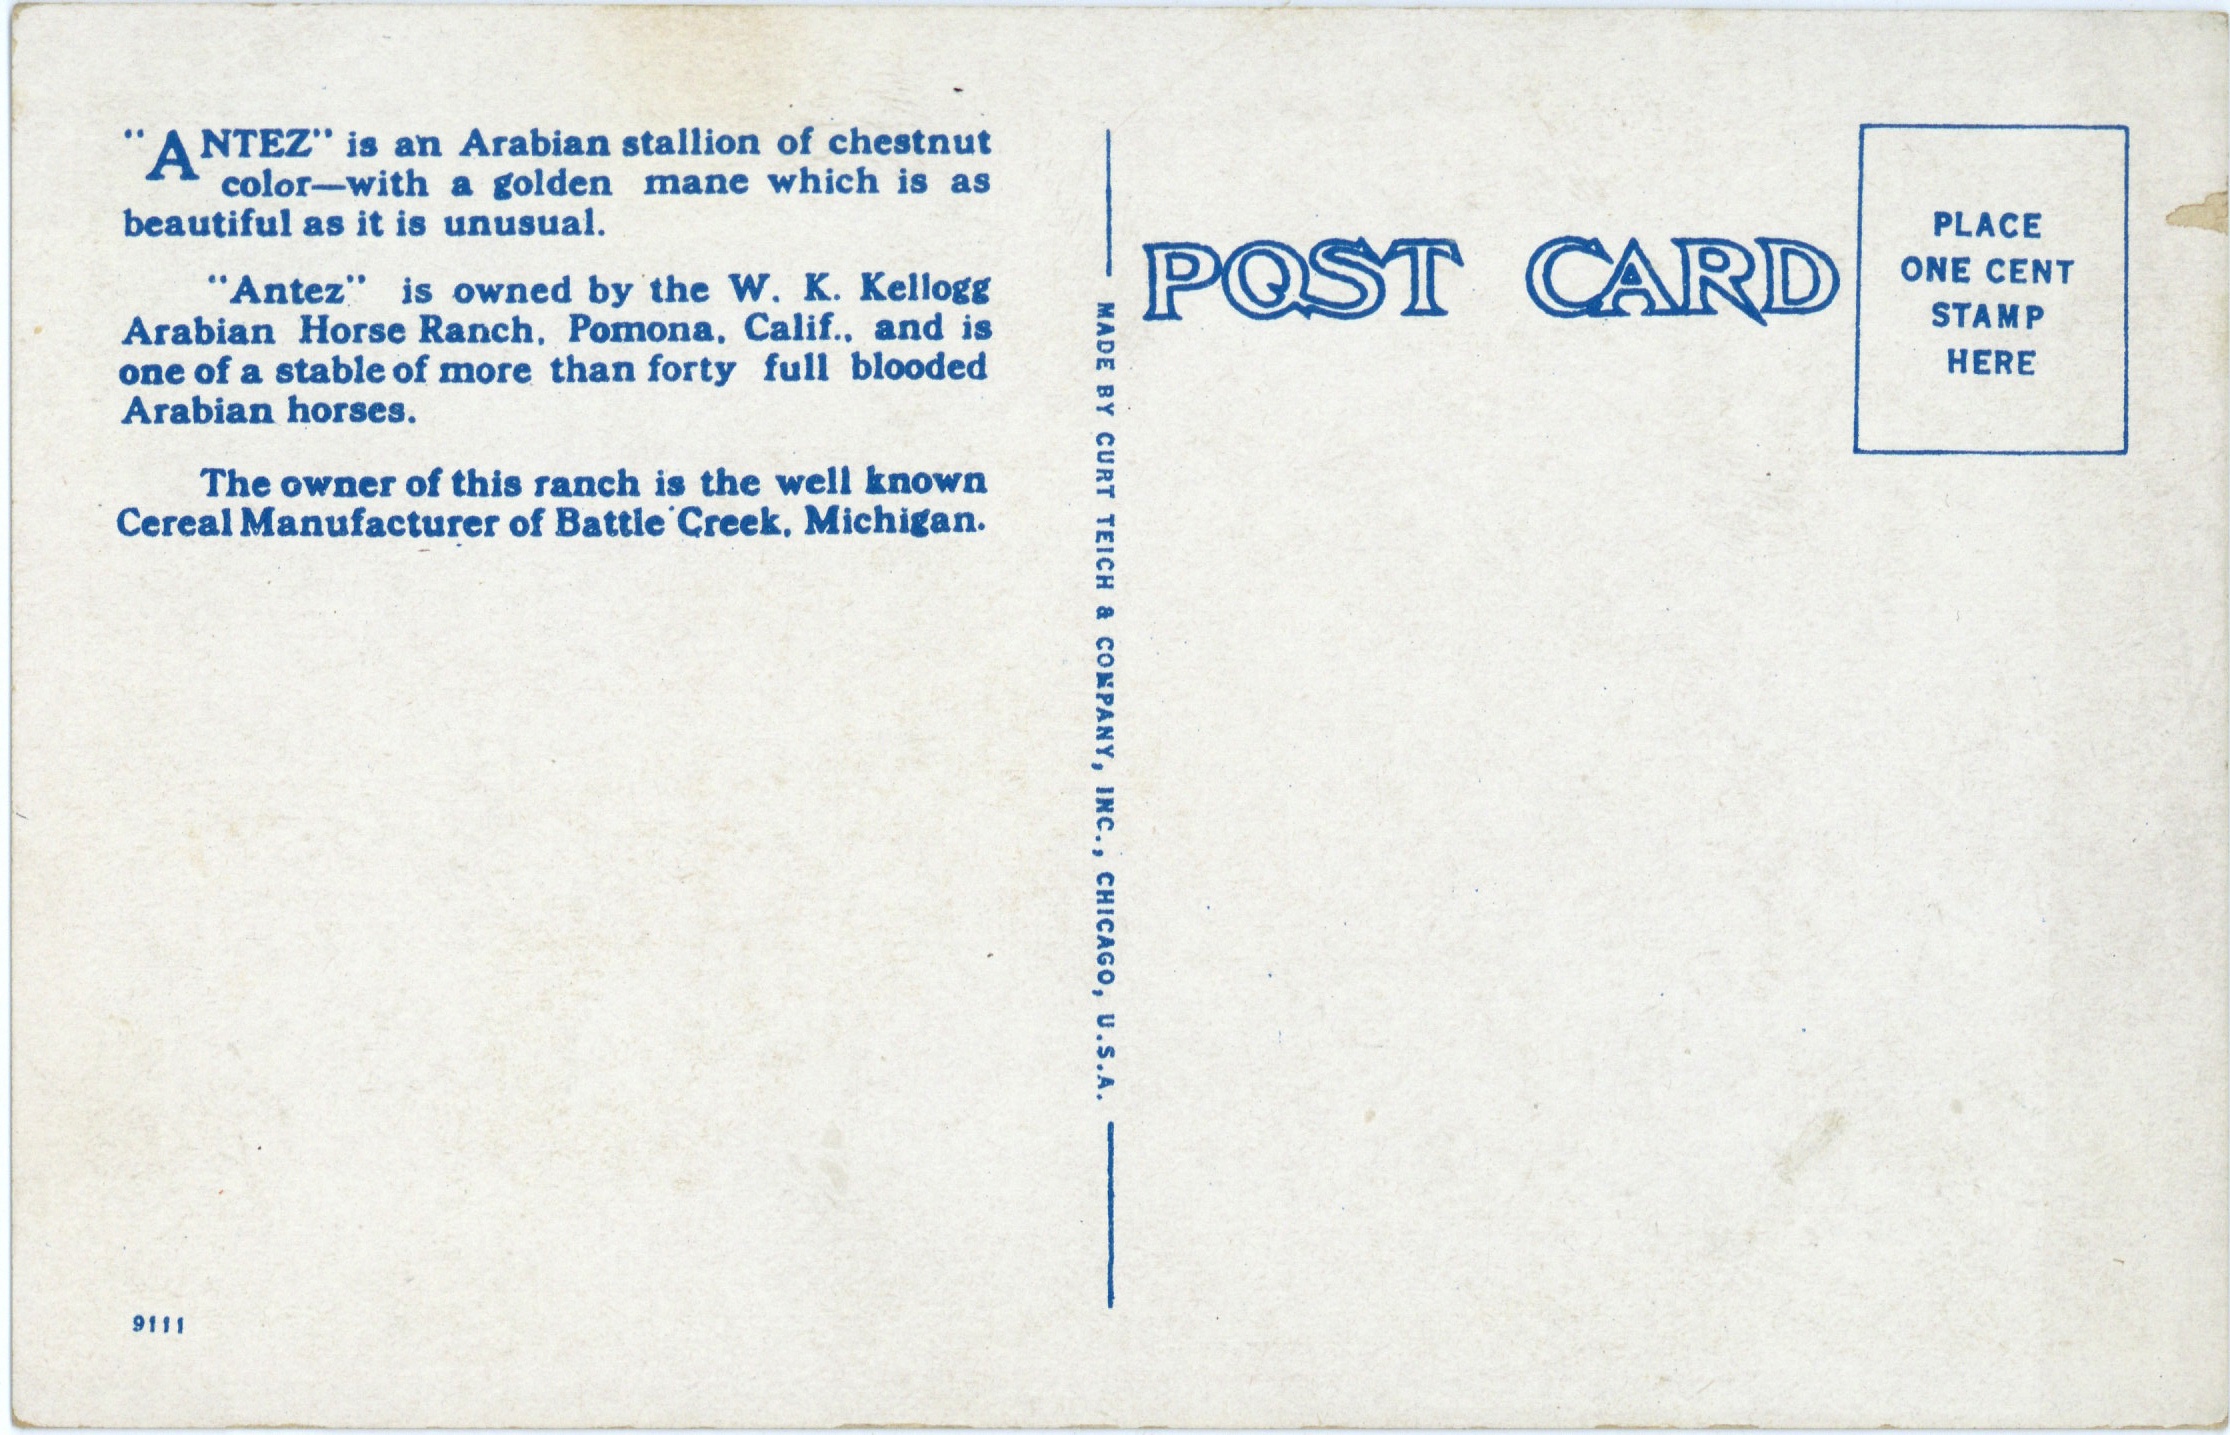 "ANTEZ" is an Arabian stallion of chestnut
color—with a golden mane which is as
beautiful as it is unusual.
"Antez" is owned by the W. K. Kellogg
Arabian Horse Ranch, Pomona, Calif., and is
one of a stable of more than forty full blooded
Arabian horses.
The owner of this ranch is the well known
Cereal Manufacturer of Battle Creek, Michigan.
9111
MADE BY CURT TEICH & COMPANY, INC., CHICAGO, U.S.A.
POST CARD
PLACE
ONE CENT
STAMP
HERE